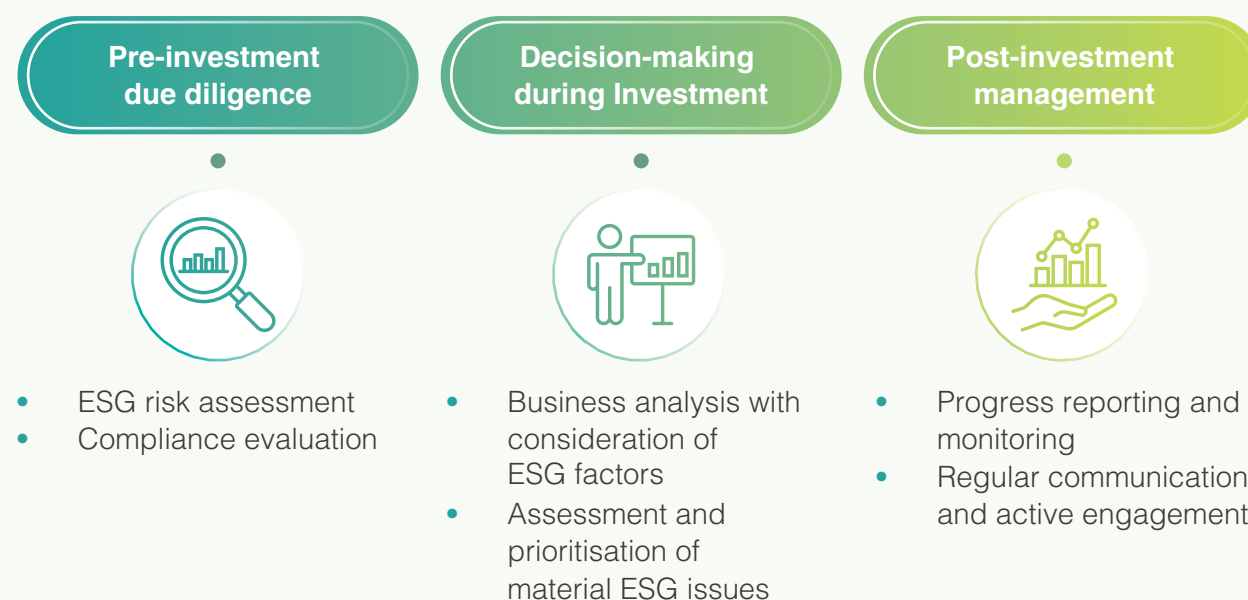 Pre-investment
due diligence
Decision-making
during Investment
Post-investment
management
• ESG risk assessment
• Compliance evaluation
• Business analysis with
consideration of
ESG factors
• Assessment and
prioritisation of
material ESG issues
• Progress reporting and
monitoring
• Regular communication
and active engagement